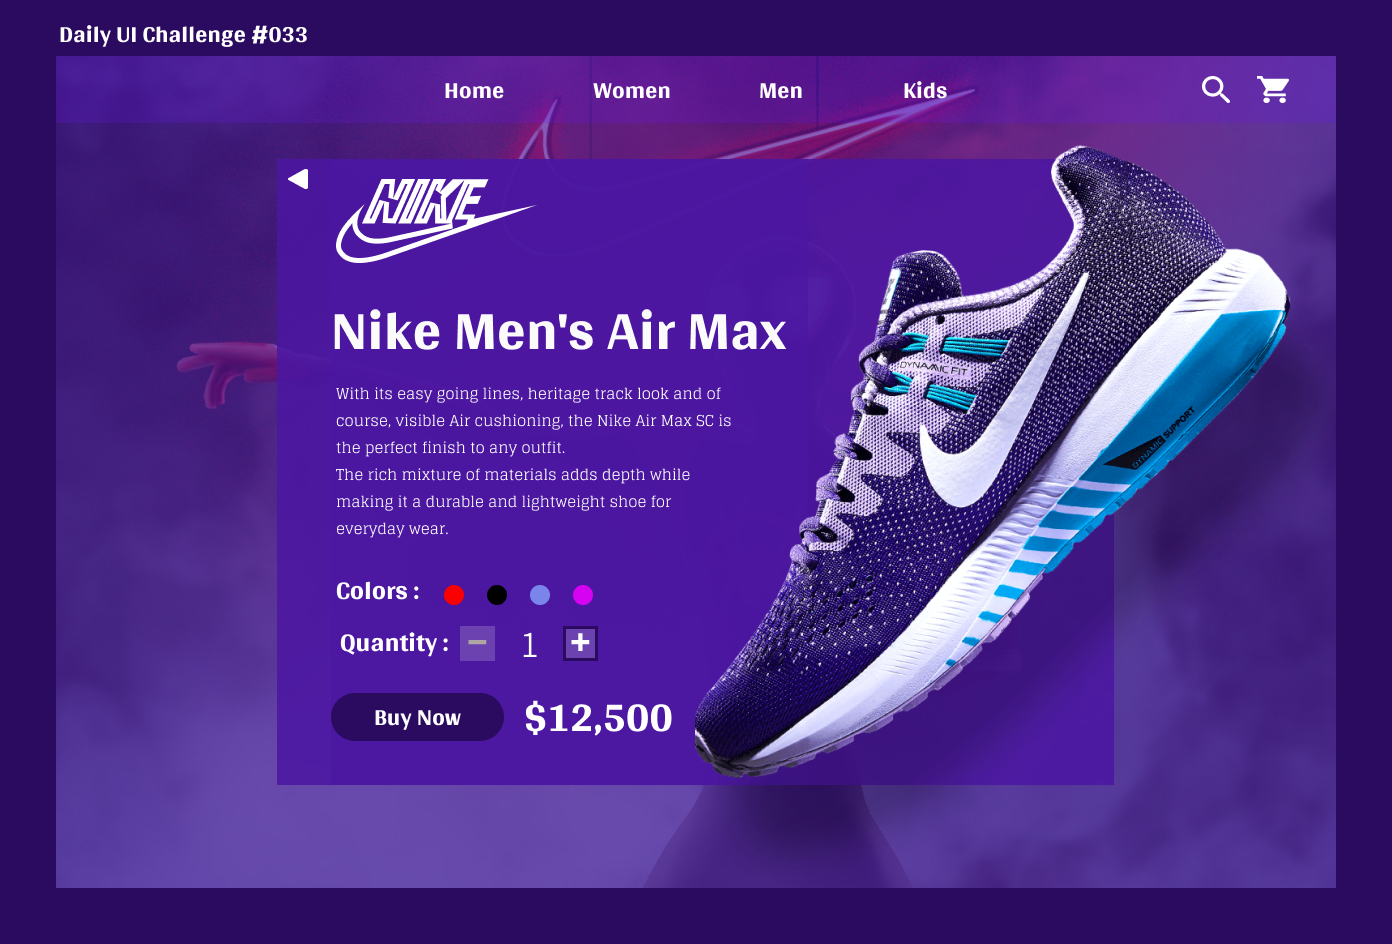 Daily UI Challenge #033
Home Women Men Kids
NIKE
Nike Men's Air Max
With its easy going lines, heritage track look and of
course, visible Air cushioning, the Nike Air Max SC is
the perfect finish to any outfit.
The rich mixture of materials adds depth while
making it a durable and lightweight shoe for
everyday wear.
Colors :
Quantity : − 1 +
Buy Now $12,500
DYNAMIC FIT
DYNAMIC SUPPORT